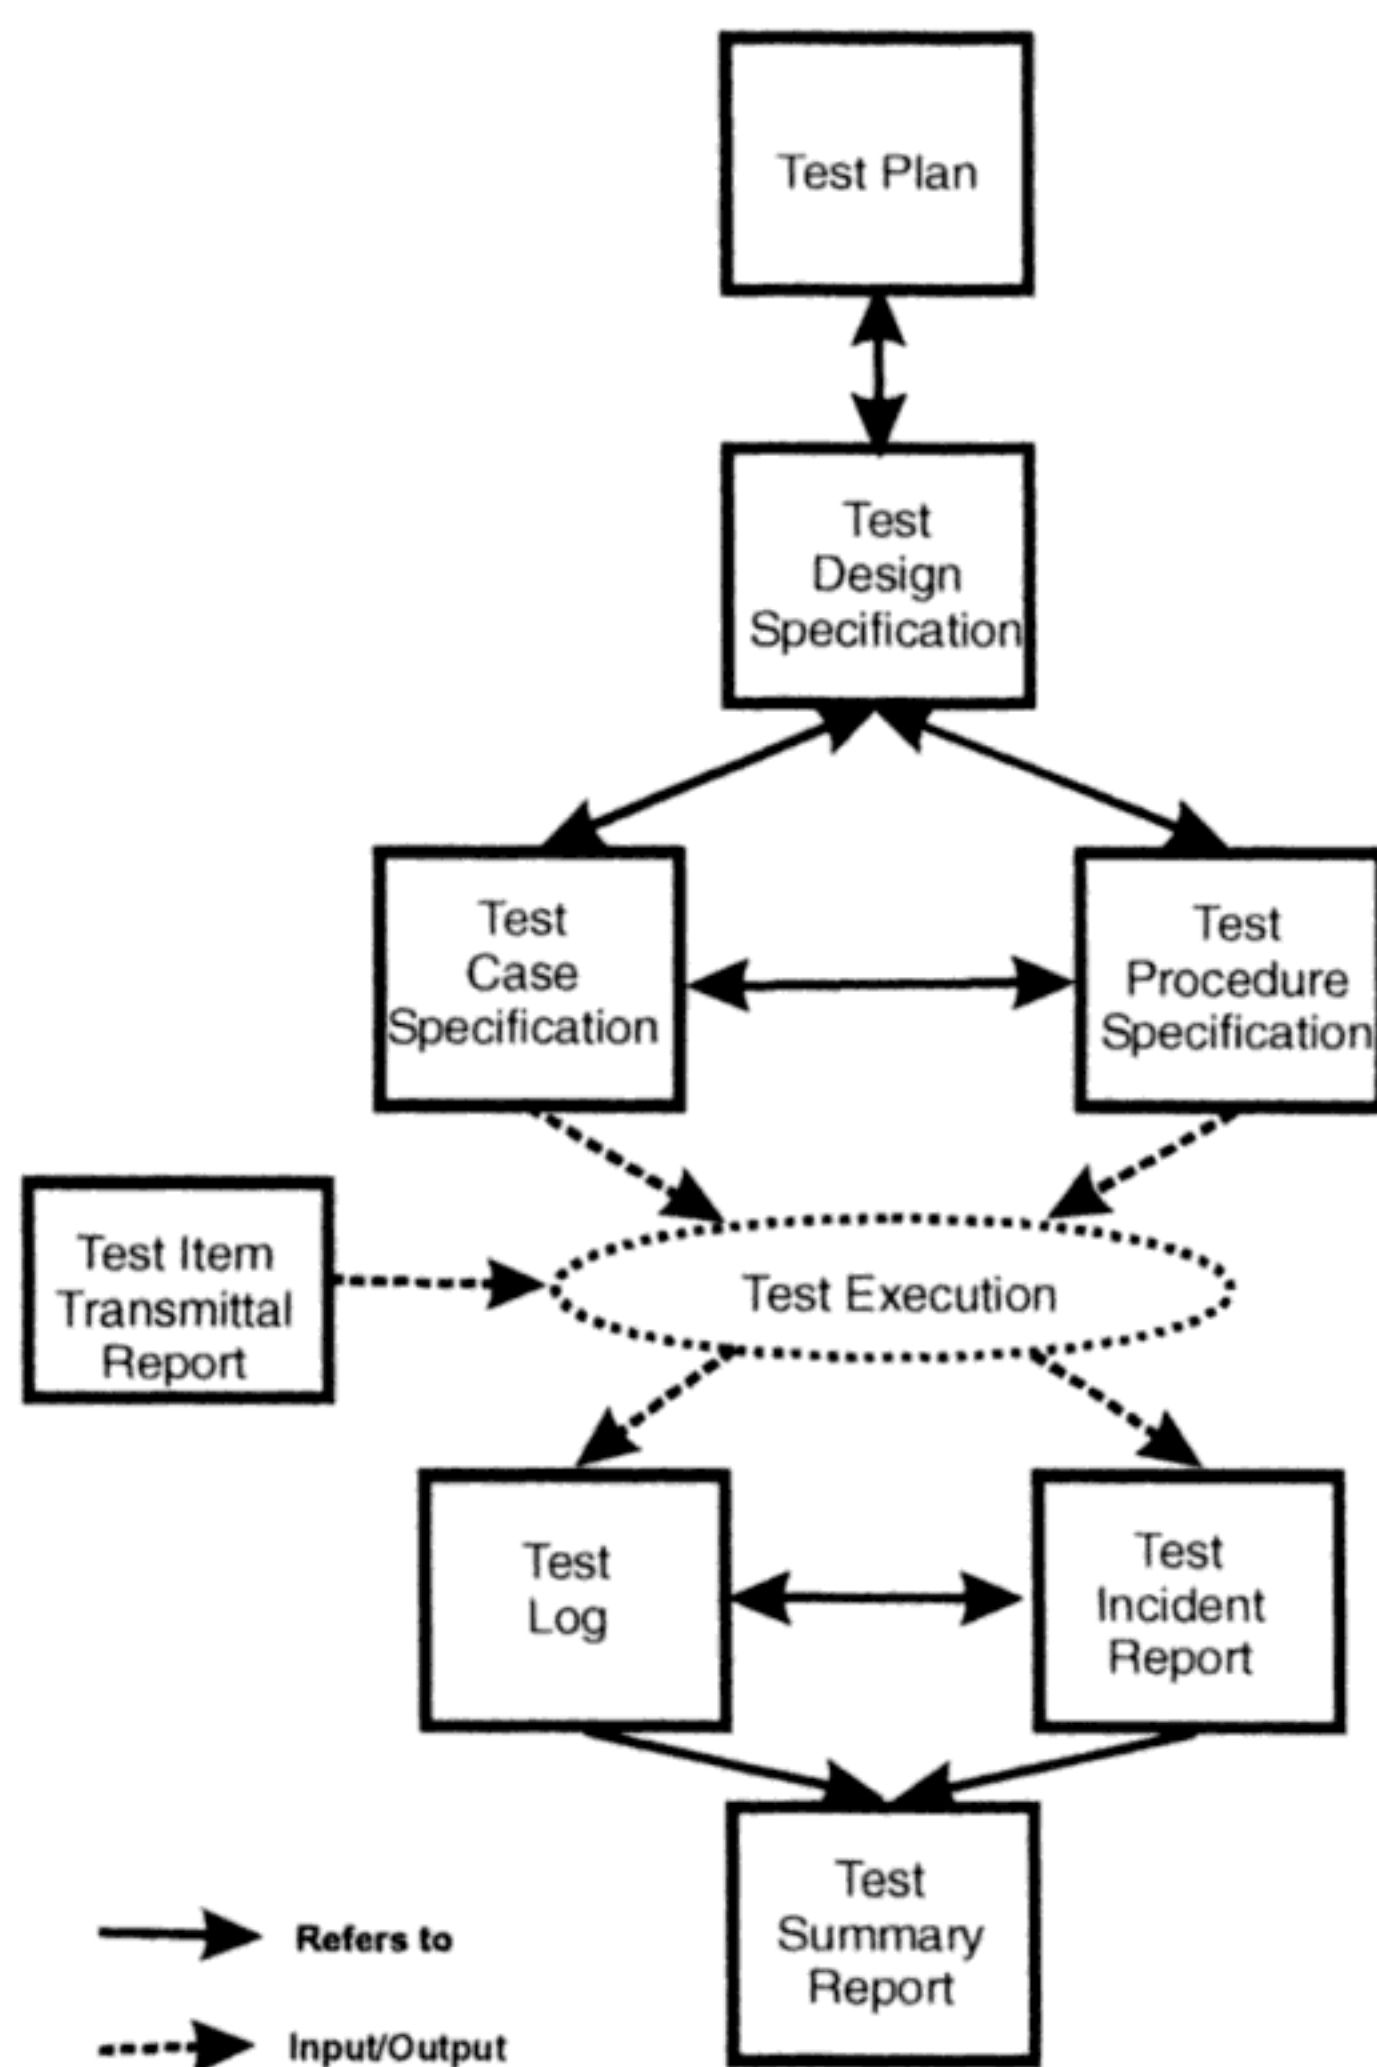 Test Plan
Test
Design
Specification
Test
Case
Specification
Test
Procedure
Specification
Test Item
Transmittal
Report
Test Execution
Test
Log
Test
Incident
Report
Test
Summary
Report
Refers to
Input/Output